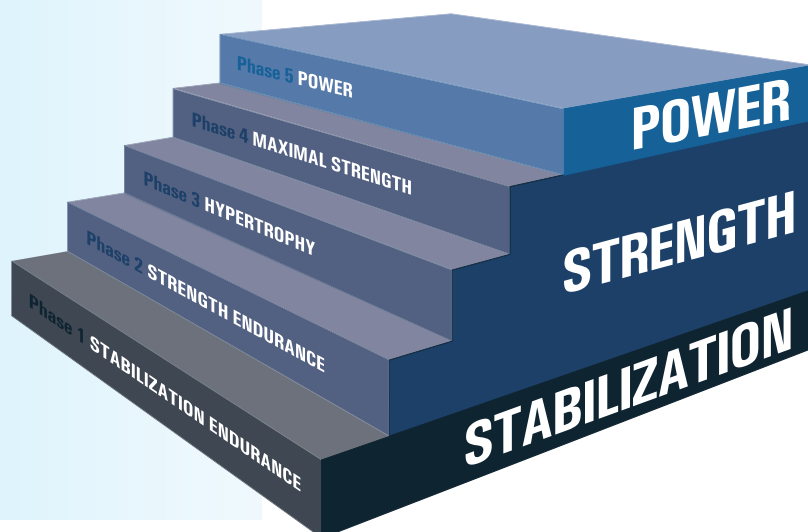 Phase 5 POWER
Phase 4 MAXIMAL STRENGTH
Phase 3 HYPERTROPHY
Phase 2 STRENGTH ENDURANCE
Phase 1 STABILIZATION ENDURANCE
POWER
STRENGTH
STABILIZATION